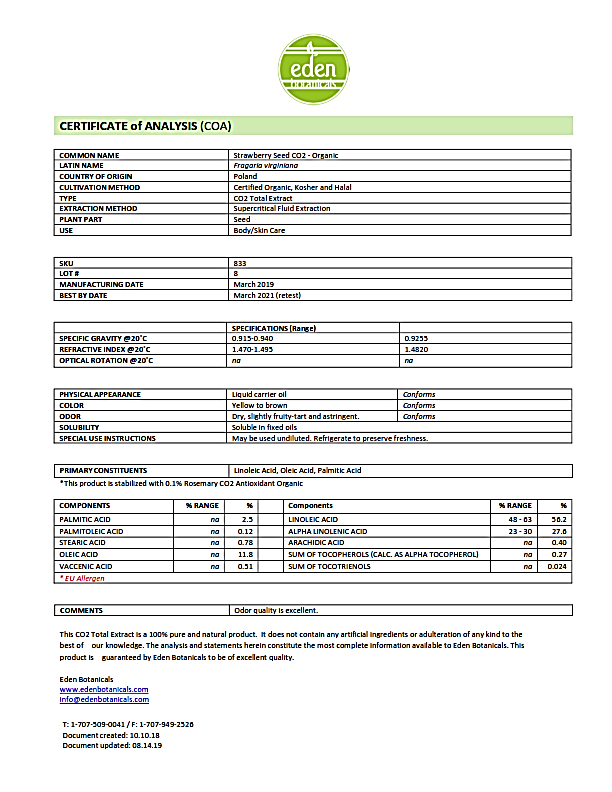 eden
botanicals
CERTIFICATE of ANALYSIS (COA)
COMMON NAME Strawberry Seed CO2 - Organic
LATIN NAME Fragaria virginiana
COUNTRY OF ORIGIN Poland
CULTIVATION METHOD Certified Organic, Kosher and Halal
TYPE CO2 Total Extract
EXTRACTION METHOD Supercritical Fluid Extraction
PLANT PART Seed
USE Body/Skin Care
SKU 833
LOT # 8
MANUFACTURING DATE March 2019
BEST BY DATE March 2021 (retest)
SPECIFICATIONS (Range)
SPECIFIC GRAVITY @20°C 0.915-0.940 0.9255
REFRACTIVE INDEX @20°C 1.470-1.495 1.4820
OPTICAL ROTATION @20°C na na
PHYSICAL APPEARANCE Liquid carrier oil Conforms
COLOR Yellow to brown Conforms
ODOR Dry, slightly fruity-tart and astringent. Conforms
SOLUBILITY Soluble in fixed oils
SPECIAL USE INSTRUCTIONS May be used undiluted. Refrigerate to preserve freshness.
PRIMARY CONSTITUENTS Linoleic Acid, Oleic Acid, Palmitic Acid
*This product is stabilized with 0.1% Rosemary CO2 Antioxidant Organic
COMPONENTS % RANGE % Components % RANGE %
PALMITIC ACID na 2.5 LINOLEIC ACID 48 - 63 56.2
PALMITOLEIC ACID na 0.12 ALPHA LINOLENIC ACID 23 - 30 27.6
STEARIC ACID na 0.78 ARACHIDIC ACID na 0.40
OLEIC ACID na 11.8 SUM OF TOCOPHEROLS (CALC. AS ALPHA TOCOPHEROL) na 0.27
VACCENIC ACID na 0.51 SUM OF TOCOTRIENOLS na 0.024
* EU Allergen
COMMENTS Odor quality is excellent.
This CO2 Total Extract is a 100% pure and natural product. It does not contain any artificial ingredients or adulteration of any kind to the
best of our knowledge. The analysis and statements herein constitute the most complete information available to Eden Botanicals. This
product is guaranteed by Eden Botanicals to be of excellent quality.
Eden Botanicals
www.edenbotanicals.com
info@edenbotanicals.com
T: 1-707-509-0041 / F: 1-707-949-2526
Document created: 10.10.18
Document updated: 08.14.19